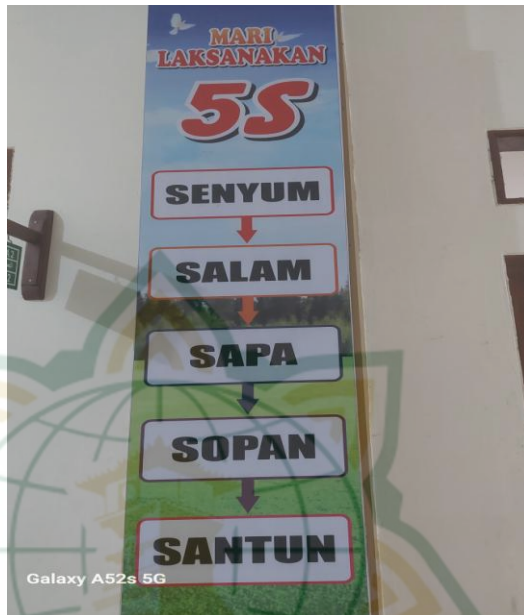 MARI
LAKSANAKAN
5S
SENYUM
SALAM
SAPA
SOPAN
SANTUN
Galaxy A52s 5G